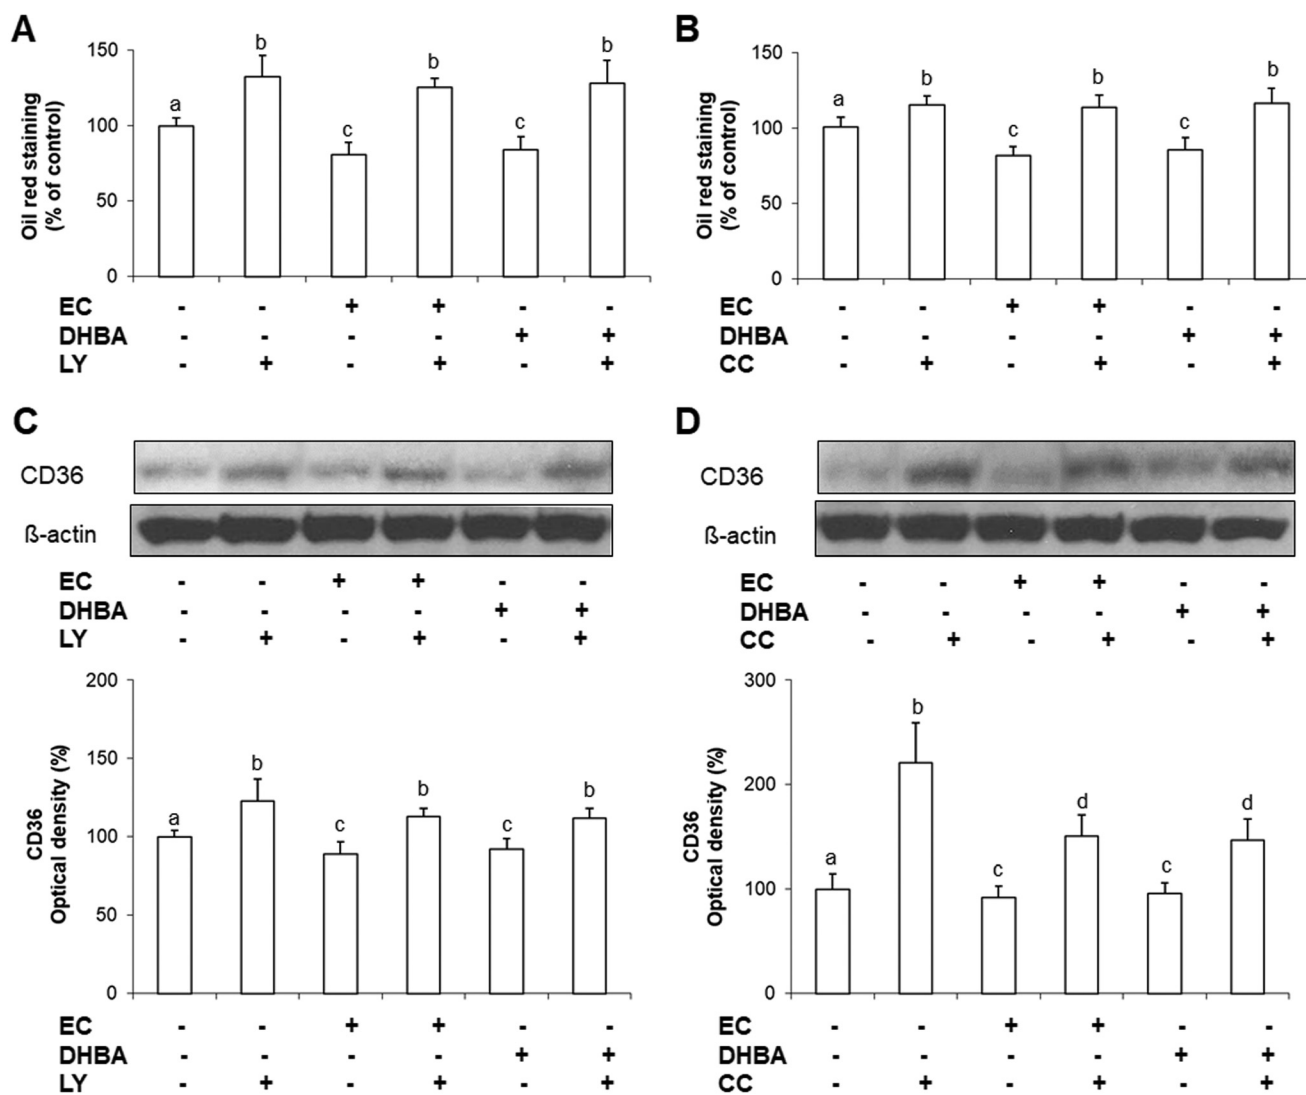 A
150
100
50
0
Oil red staining
(% of control)
a b c b c b
EC - - + + - -
DHBA - - - - + +
LY - + - + - +
B
150
100
50
0
Oil red staining
(% of control)
a b c b c b
EC - - + + - -
DHBA - - - - + +
CC - + - + - +
C
CD36
ß-actin
EC - - + + - -
DHBA - - - - + +
LY - + - + - +
200
150
100
50
0
CD36
Optical density (%)
a b c b c b
EC - - + + - -
DHBA - - - - + +
LY - + - + - +
D
CD36
ß-actin
EC - - + + - -
DHBA - - - - + +
CC - + - + - +
300
200
100
0
CD36
Optical density (%)
a b c d c d
EC - - + + - -
DHBA - - - - + +
CC - + - + - +